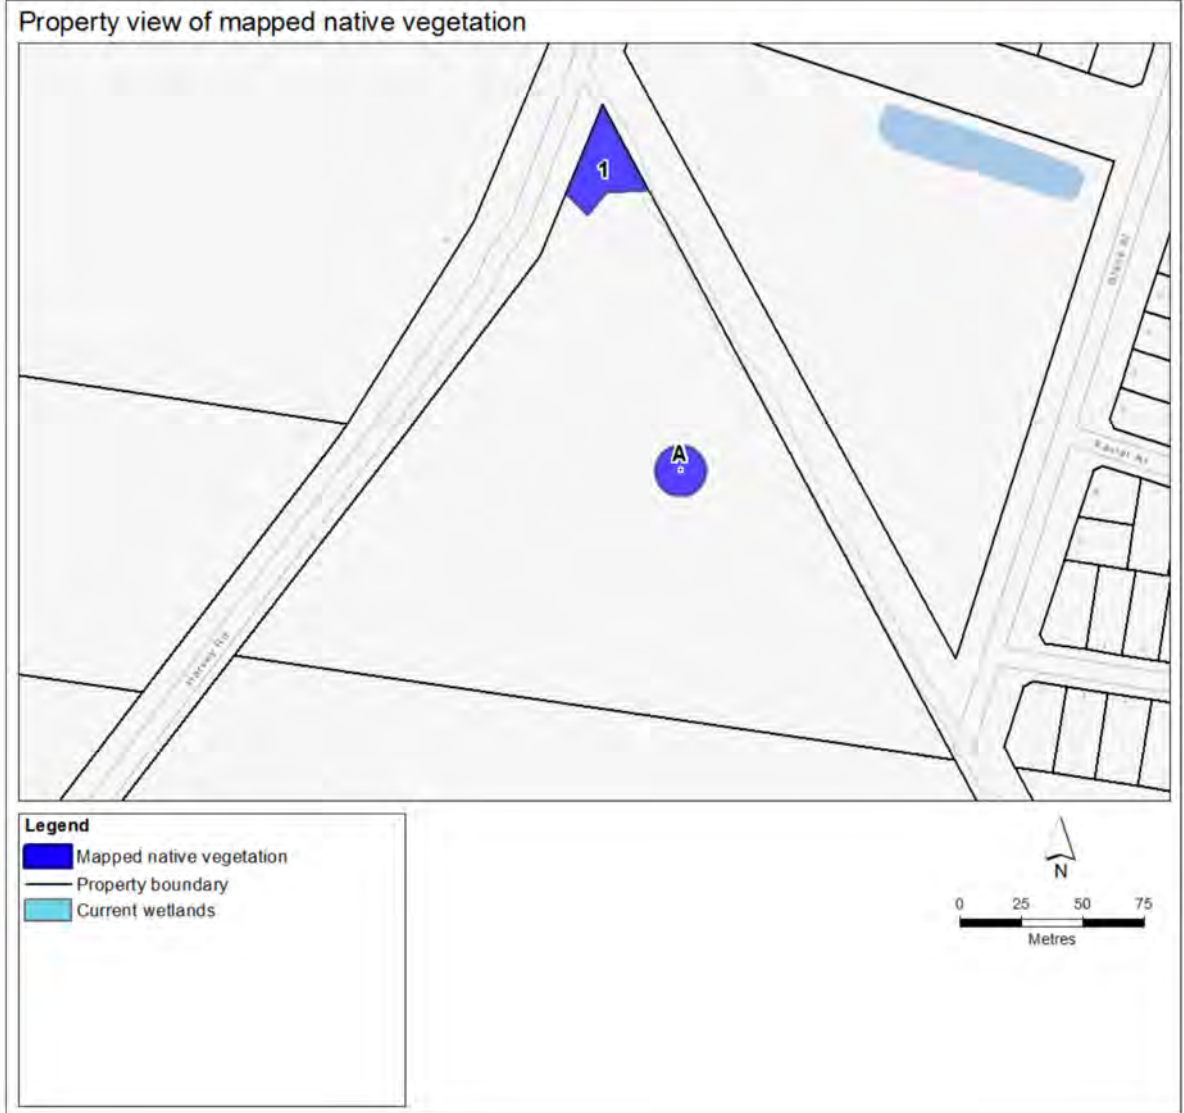 Property view of mapped native vegetation
1
A
Harvey Rd
Legend
Mapped native vegetation
Property boundary
Current wetlands
N
0 25 50 75
Metres